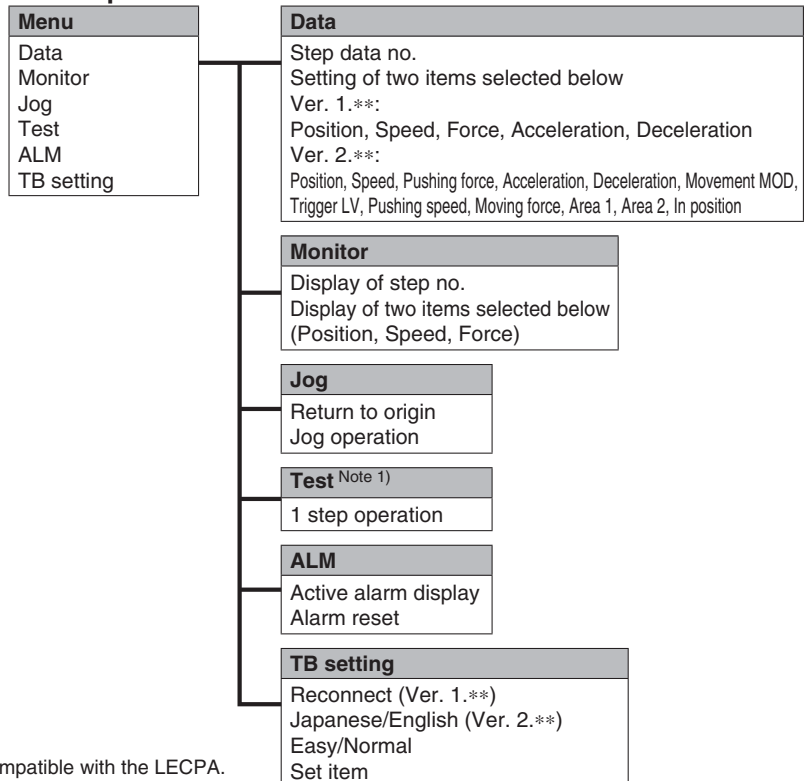 Menu
Data
Monitor
Jog
Test
ALM
TB setting
Data
Step data no.
Setting of two items selected below
Ver. 1.**:
Position, Speed, Force, Acceleration, Deceleration
Ver. 2.**:
Position, Speed, Pushing force, Acceleration, Deceleration, Movement MOD,
Trigger LV, Pushing speed, Moving force, Area 1, Area 2, In position
Monitor
Display of step no.
Display of two items selected below
(Position, Speed, Force)
Jog
Return to origin
Jog operation
Test Note 1)
1 step operation
ALM
Active alarm display
Alarm reset
TB setting
Reconnect (Ver. 1.**)
Japanese/English (Ver. 2.**)
Easy/Normal
Set item
with the LECPA.